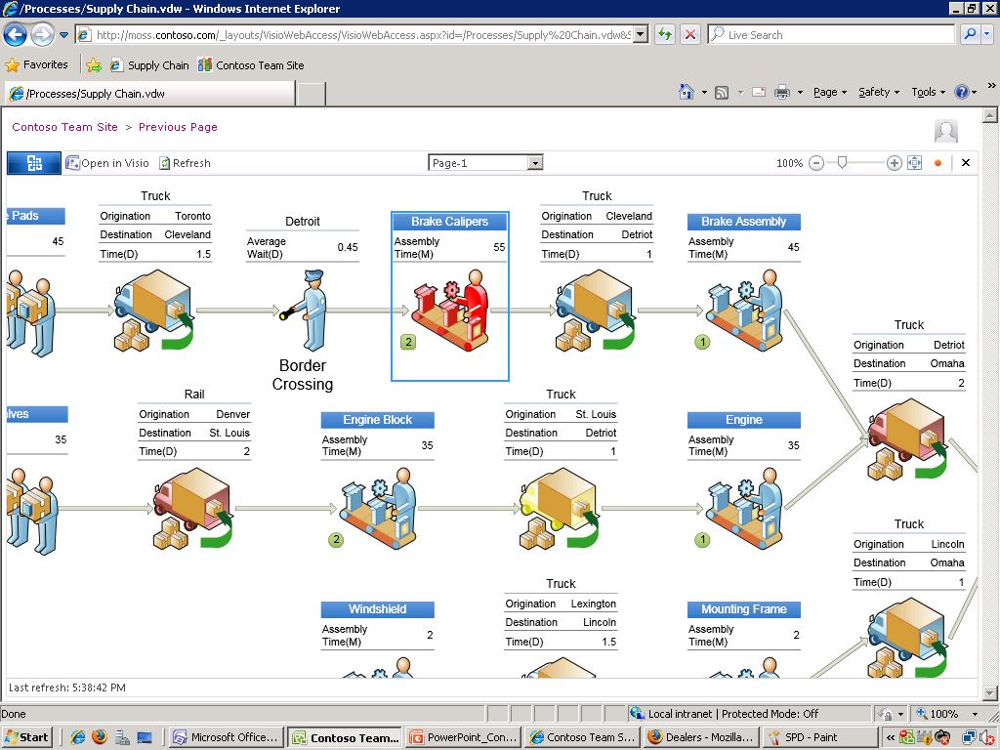 /Processes/Supply Chain.vdw - Windows Internet Explorer
http://moss.contoso.com/_layouts/VisioWebAccess/VisioWebAccess.aspx?id=/Processes/Supply%20Chain.vdw&S
Live Search
Favorites
Supply Chain
Contoso Team Site
/Processes/Supply Chain.vdw
Page
Safety
Tools
»
Contoso Team Site > Previous Page
Open in Visio
Refresh
Page-1
100%
Pads
45
Truck
Origination Toronto
Destination Cleveland
Time(D) 1.5
Detroit
Average
Wait(D) 0.45
Border
Crossing
Brake Calipers
Assembly
Time(M) 55
2
Truck
Origination Cleveland
Destination Detriot
Time(D) 1
Brake Assembly
Assembly
Time(M) 45
1
Truck
Origination Detriot
Destination Omaha
Time(D) 2
lves
35
Rail
Origination Denver
Destination St. Louis
Time(D) 2
Engine Block
Assembly
Time(M) 35
2
Truck
Origination St. Louis
Destination Detriot
Time(D) 1
Engine
Assembly
Time(M) 35
1
Truck
Origination Lincoln
Destination Omaha
Time(D) 1
Windshield
Assembly
Time(M) 2
Truck
Origination Lexington
Destination Lincoln
Time(D) 1.5
Mounting Frame
Assembly
Time(M) 2
Last refresh: 5:38:42 PM
Done
Local intranet | Protected Mode: Off
100%
Start
Microsoft Office...
Contoso Team...
PowerPoint_Con...
Contoso Team S...
Dealers - Mozilla...
SPD - Paint
«